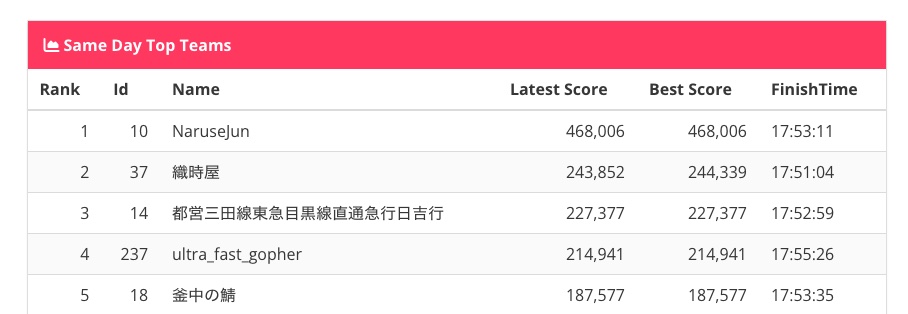 Same Day Top Teams
Rank Id Name Latest Score Best Score FinishTime
1 10 NaruseJun 468,006 468,006 17:53:11
2 37 織時屋 243,852 244,339 17:51:04
3 14 都営三田線東急目黒線直通急行日吉行 227,377 227,377 17:52:59
4 237 ultra_fast_gopher 214,941 214,941 17:55:26
5 18 釜中の鯖 187,577 187,577 17:53:35